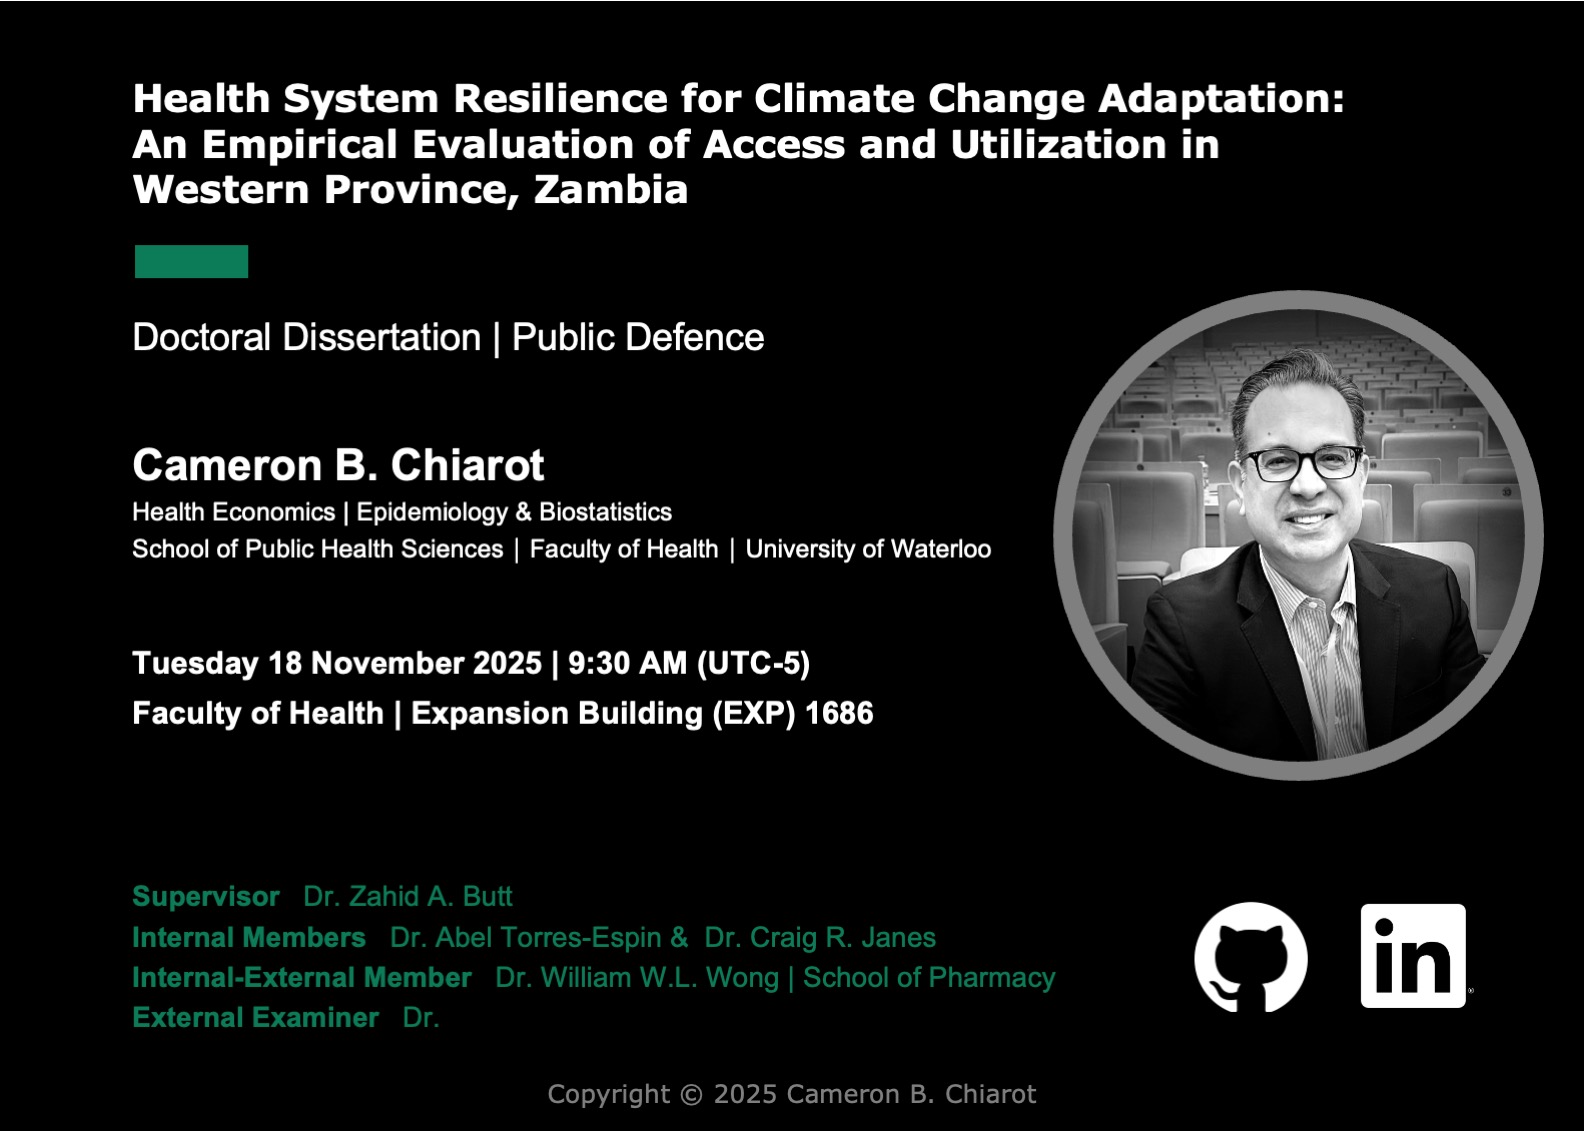 Health System Resilience for Climate Change Adaptation:
An Empirical Evaluation of Access and Utilization in
Western Province, Zambia
Doctoral Dissertation | Public Defence
Cameron B. Chiarot
Health Economics | Epidemiology & Biostatistics
School of Public Health Sciences | Faculty of Health | University of Waterloo
Tuesday 18 November 2025 | 9:30 AM (UTC-5)
Faculty of Health | Expansion Building (EXP) 1686
Supervisor Dr. Zahid A. Butt
Internal Members Dr. Abel Torres-Espin & Dr. Craig R. Janes
Internal-External Member Dr. William W.L. Wong | School of Pharmacy
External Examiner Dr.
in
Copyright © 2025 Cameron B. Chiarot